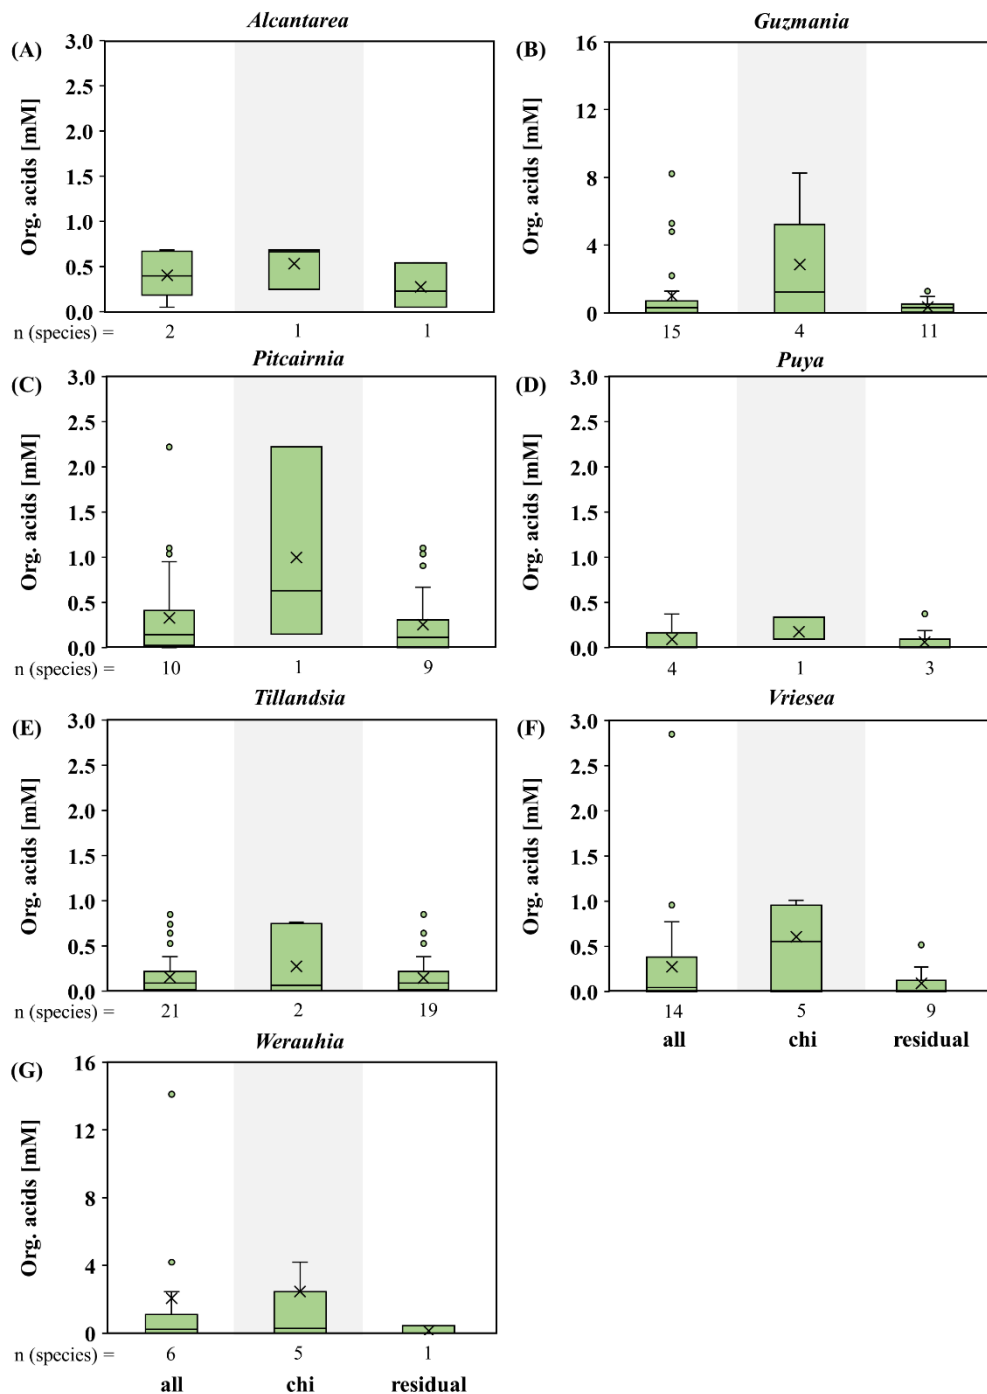 Alcantarea
(A)
Org. acids [mM]
3.0
2.5
2.0
1.5
1.0
0.5
0.0
n (species) = 2 1 1
Guzmania
(B)
Org. acids [mM]
16
12
8
4
0
15 4 11
Pitcairnia
(C)
Org. acids [mM]
3.0
2.5
2.0
1.5
1.0
0.5
0.0
n (species) = 10 1 9
Puya
(D)
Org. acids [mM]
3.0
2.5
2.0
1.5
1.0
0.5
0.0
4 1 3
Tillandsia
(E)
Org. acids [mM]
3.0
2.5
2.0
1.5
1.0
0.5
0.0
n (species) = 21 2 19
Vriesea
(F)
Org. acids [mM]
3.0
2.5
2.0
1.5
1.0
0.5
0.0
14 5 9
all chi residual
Werauhia
(G)
Org. acids [mM]
16
12
8
4
0
n (species) = 6 5 1
all chi residual